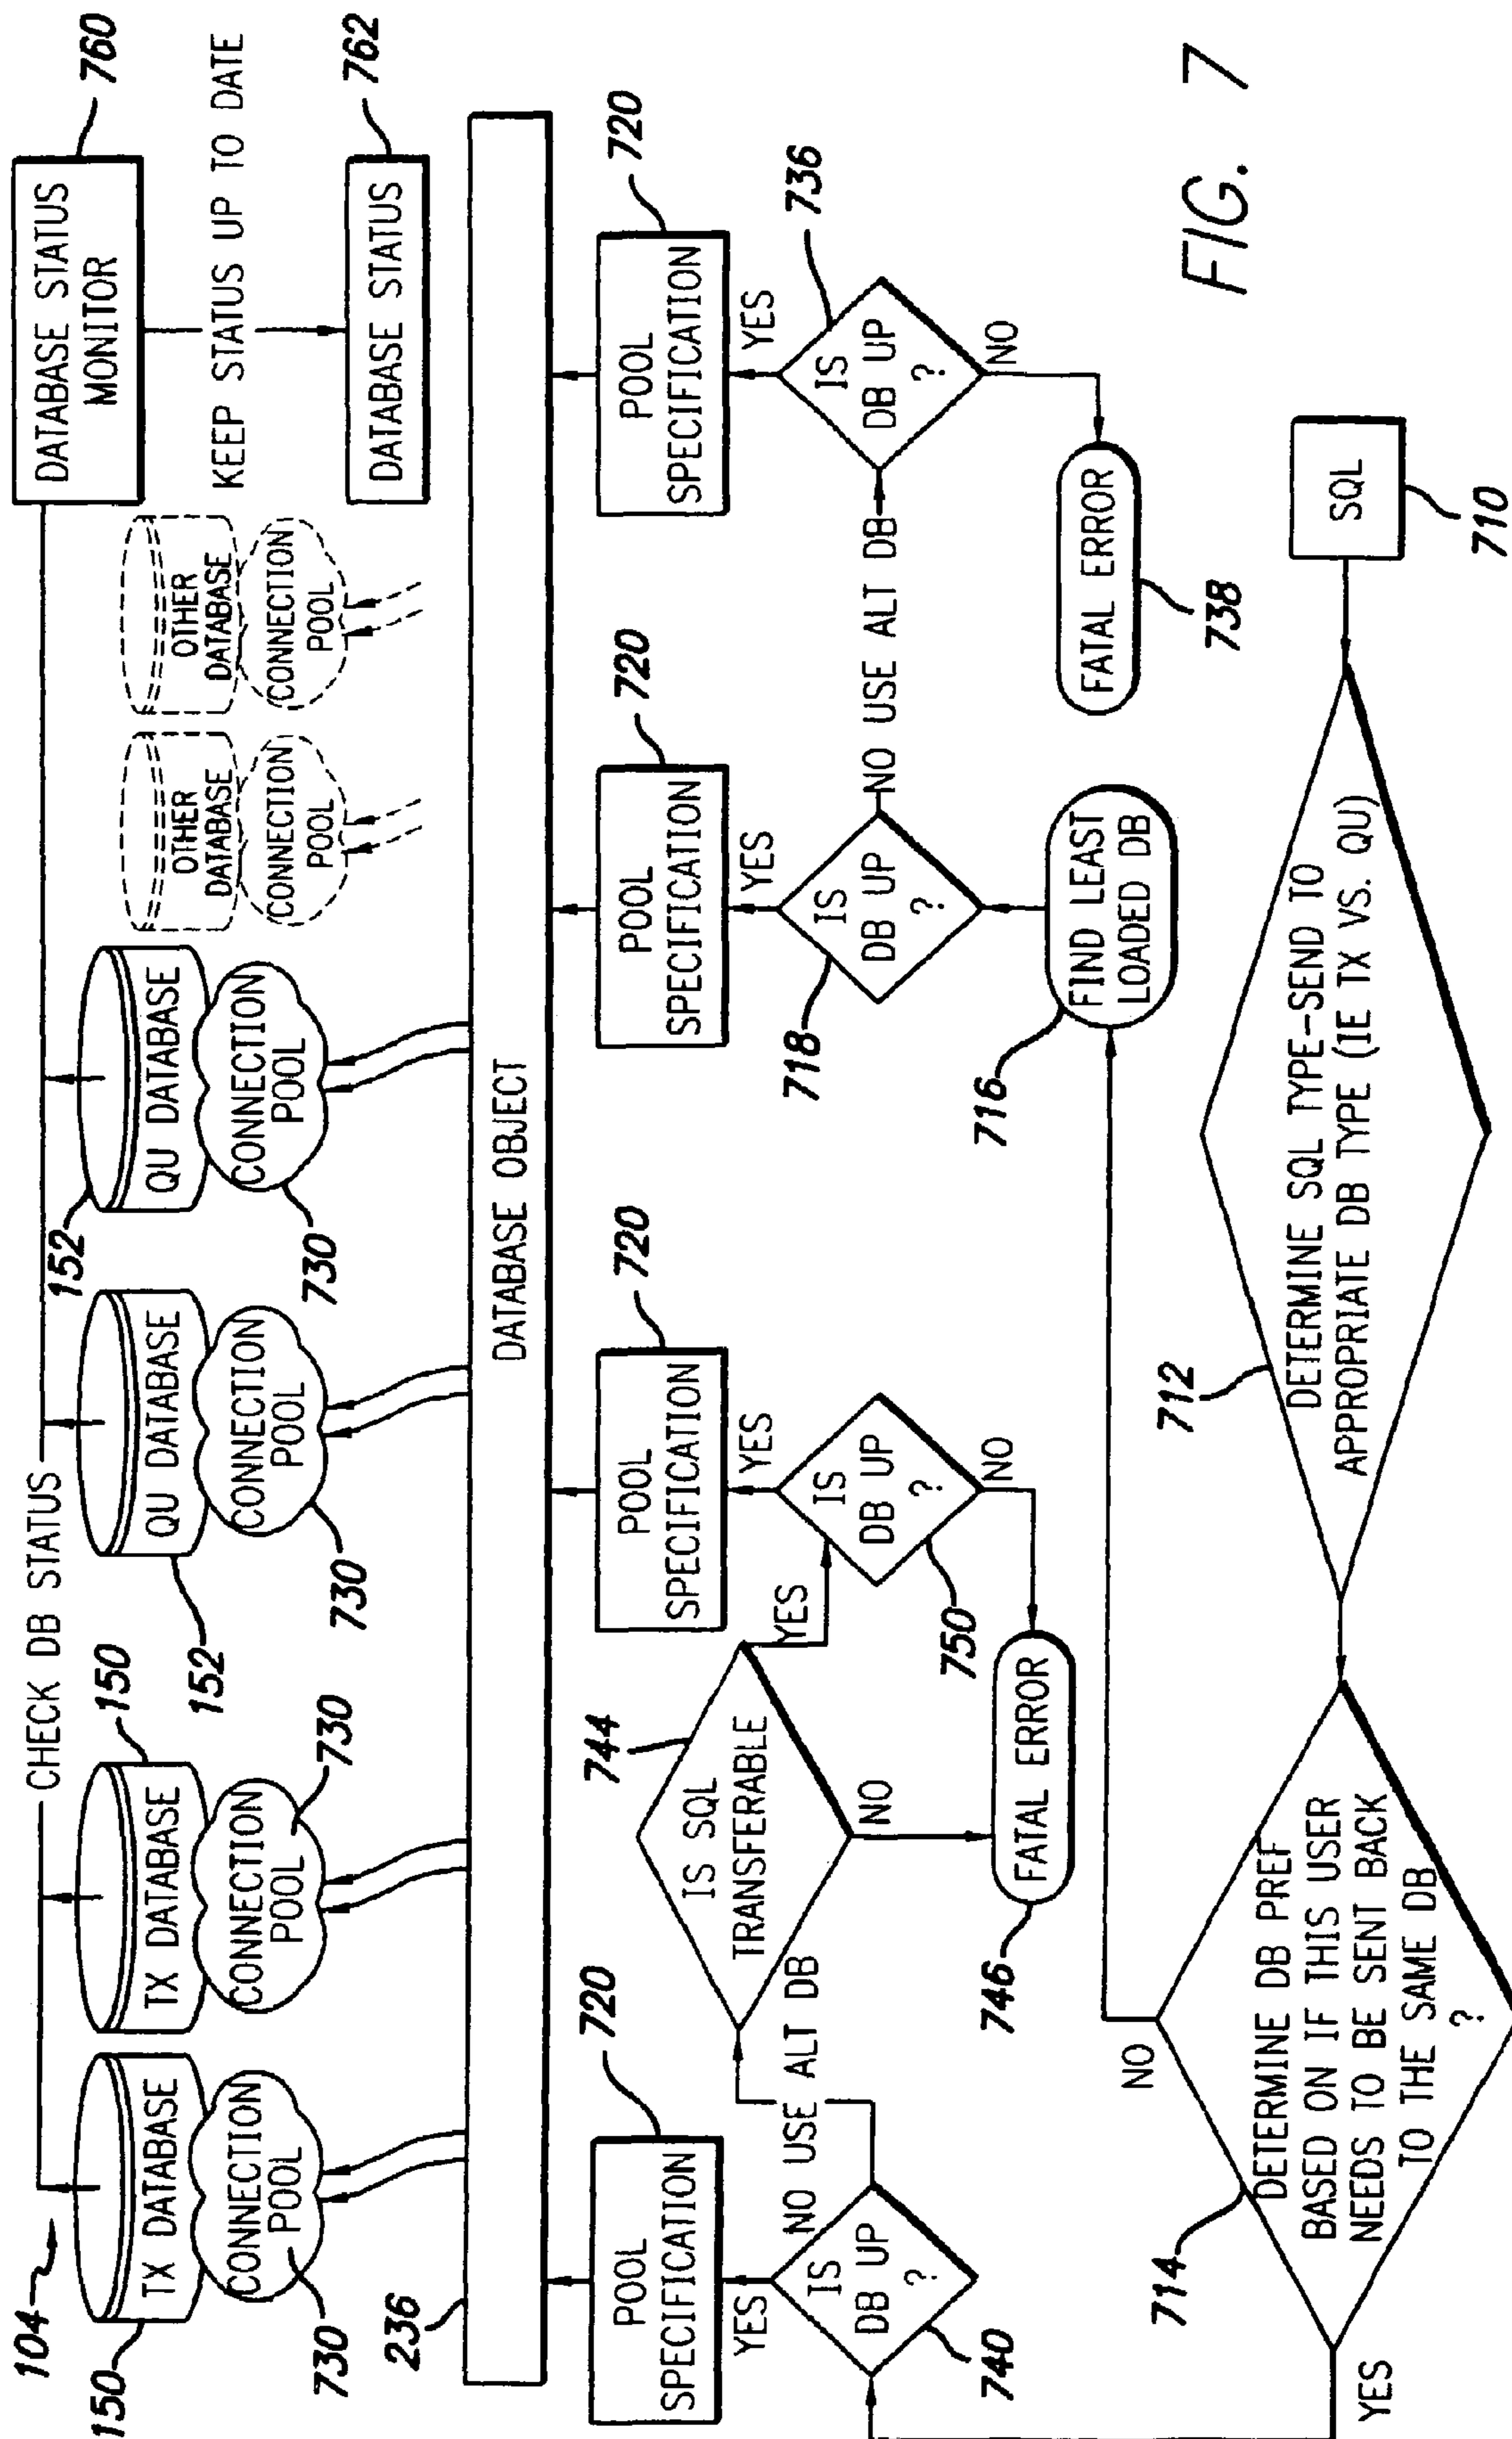 104
CHECK DB STATUS
DATABASE STATUS
MONITOR
760
150
TX DATABASE
CONNECTION
POOL
730
150
TX DATABASE
CONNECTION
POOL
730
152
QU DATABASE
CONNECTION
POOL
730
152
QU DATABASE
CONNECTION
POOL
730
OTHER
DATABASE
CONNECTION
POOL
OTHER
DATABASE
CONNECTION
POOL
KEEP STATUS UP TO DATE
DATABASE STATUS
762
236
DATABASE OBJECT
POOL
SPECIFICATION
720
POOL
SPECIFICATION
720
POOL
SPECIFICATION
720
POOL
SPECIFICATION
720
YES
IS
DB UP
?
740
NO USE ALT DB
IS SQL
TRANSFERABLE
744
YES
NO
YES
IS
DB UP
?
750
NO
FATAL ERROR
746
YES
IS
DB UP
?
718
NO USE ALT DB
YES
IS
DB UP
?
736
NO
FATAL ERROR
738
FIND LEAST
LOADED DB
716
NO
DETERMINE DB PREF
BASED ON IF THIS USER
NEEDS TO BE SENT BACK
TO THE SAME DB
?
714
YES
DETERMINE SQL TYPE-SEND TO
APPROPRIATE DB TYPE (IE TX VS. QU)
712
SQL
710
FIG. 7